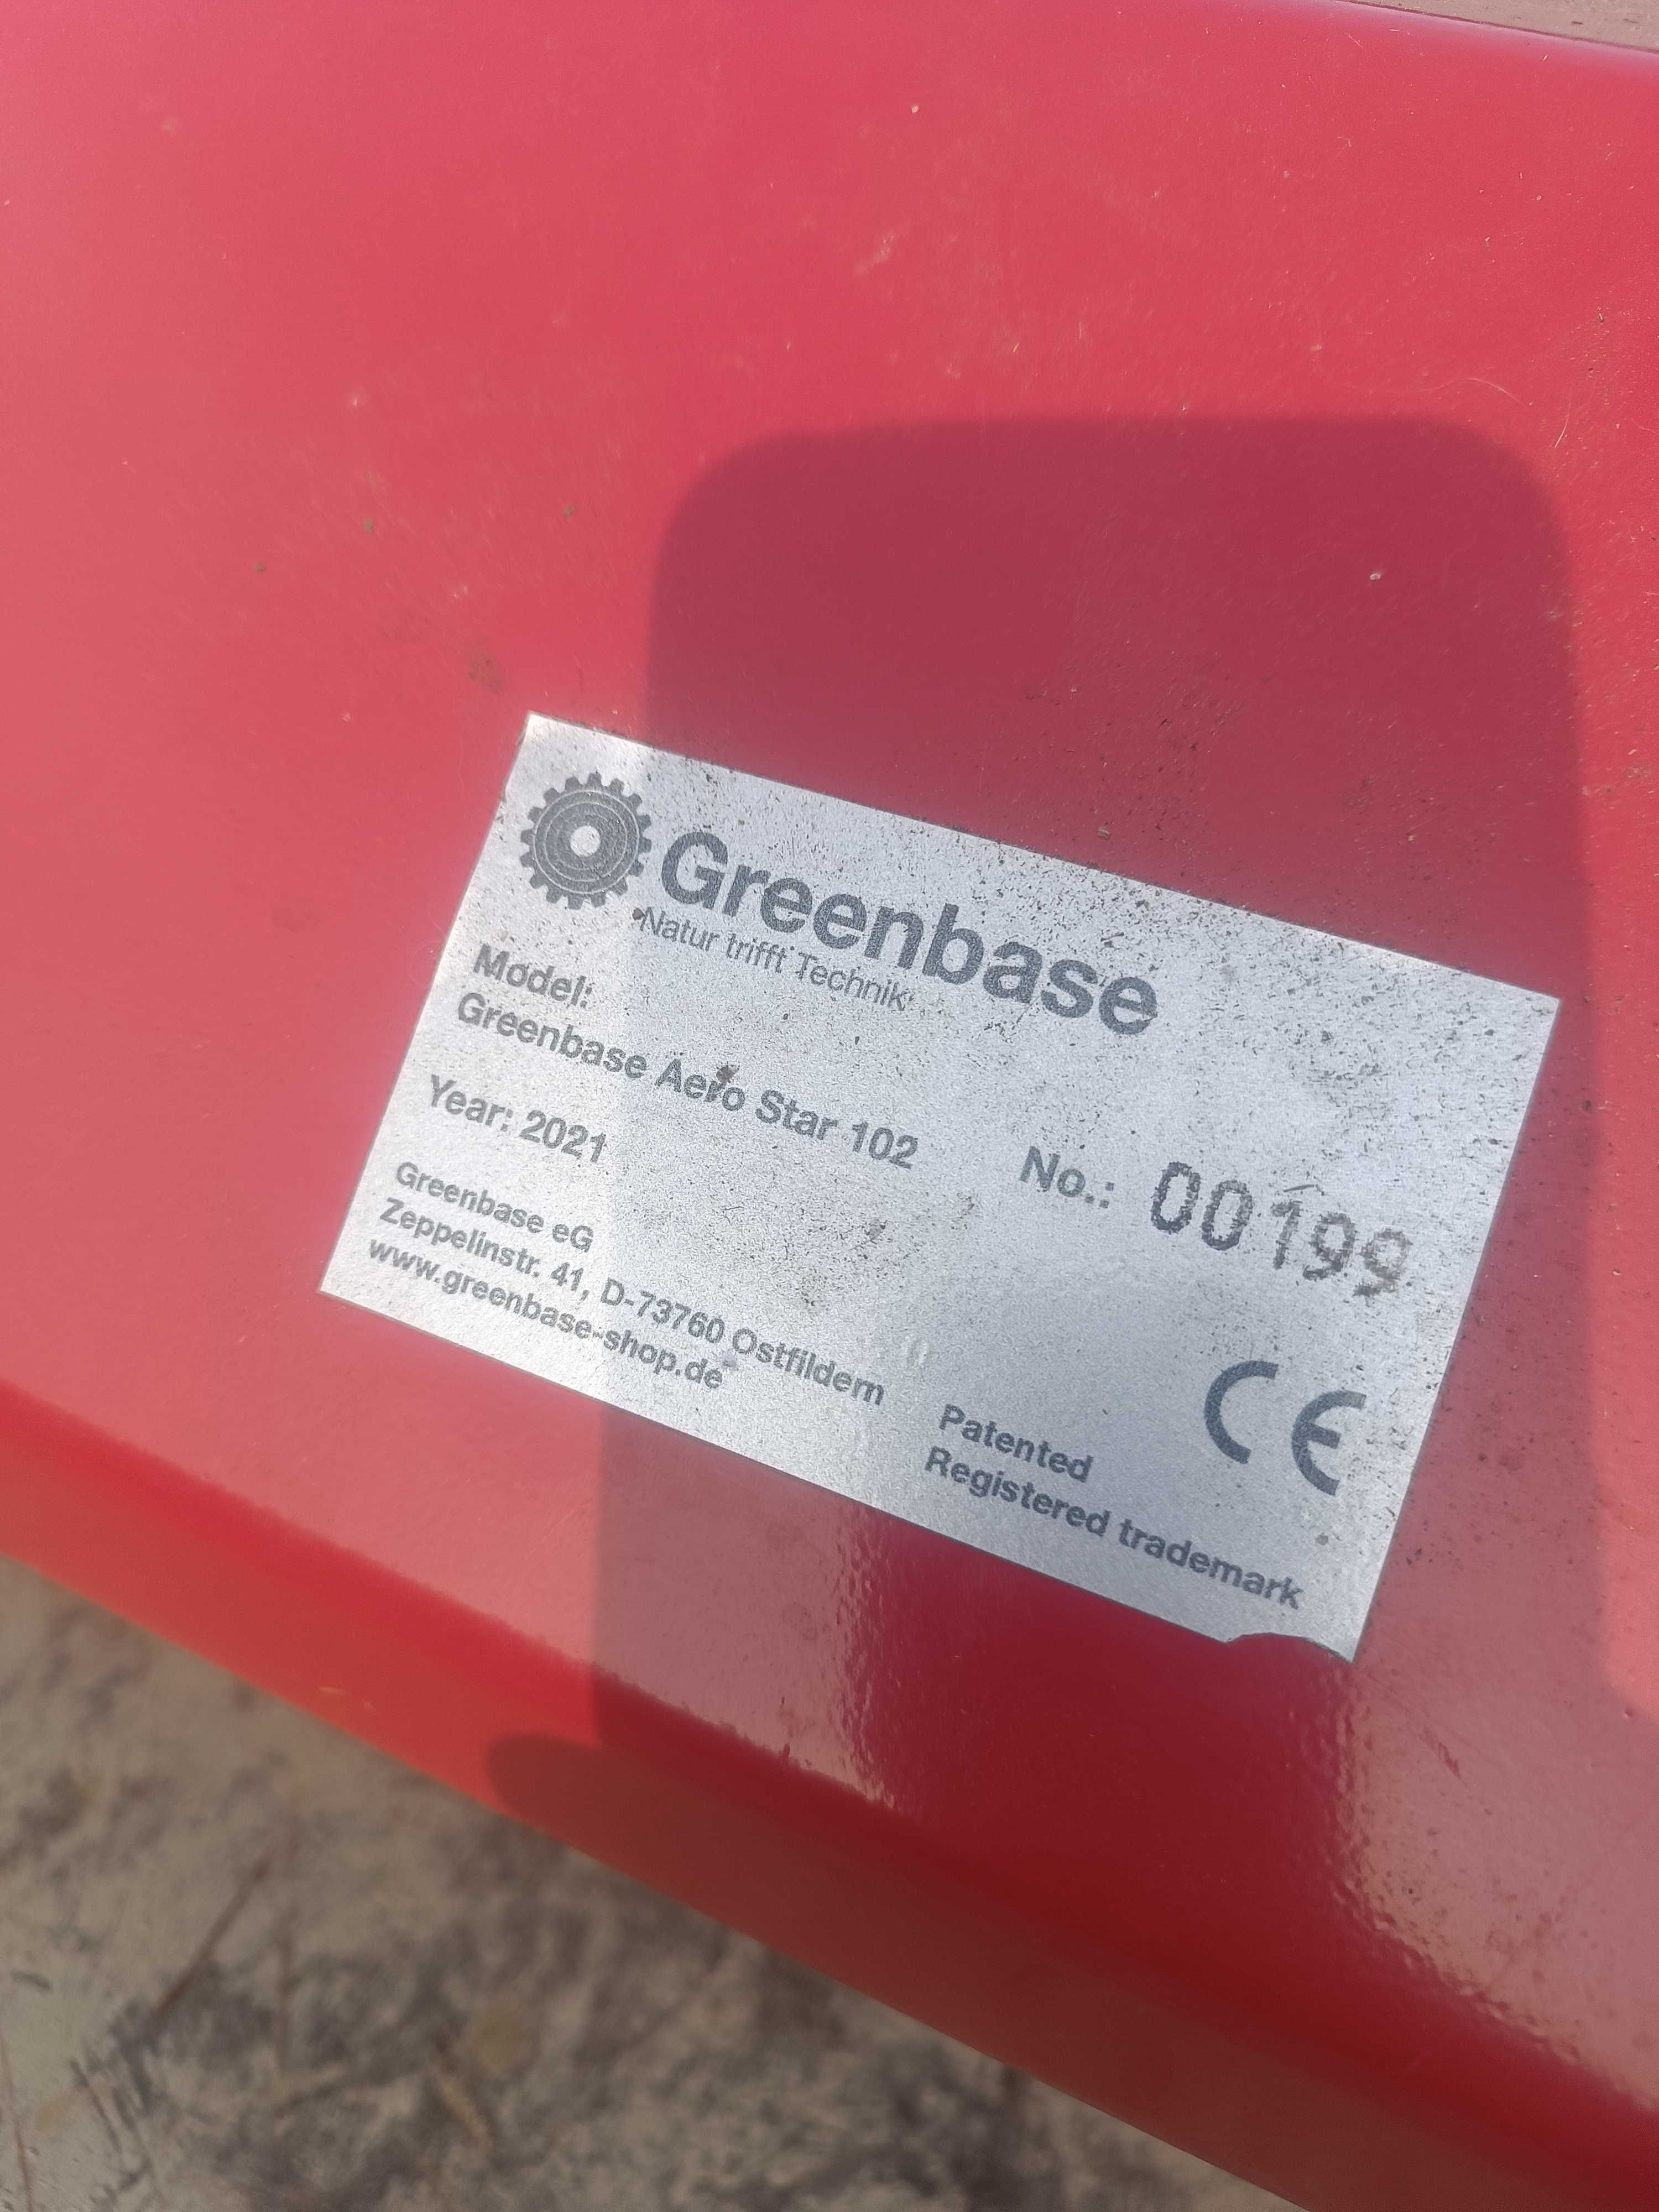 Greenbase
Natur trifft Technik
Model:
Greenbase Aero Star 102
Year: 2021
No.: 00199
Greenbase eG
Zeppelinstr. 41, D-73760 Ostfildern
www.greenbase-shop.de
CE
Patented
Registered trademark